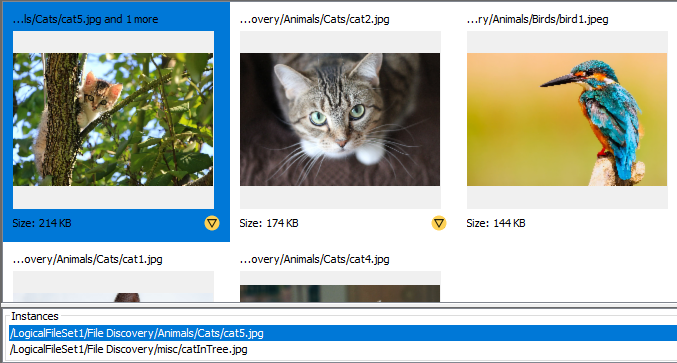 ...ls/Cats/cat5.jpg and 1 more
...overy/Animals/Cats/cat2.jpg
...ry/Animals/Birds/bird1.jpeg
Size: 214 KB
Size: 174 KB
Size: 144 KB
...overy/Animals/Cats/cat1.jpg
...overy/Animals/Cats/cat4.jpg
Instances
/LogicalFileSet1/File Discovery/Animals/Cats/cat5.jpg
/LogicalFileSet1/File Discovery/misc/catInTree.jpg